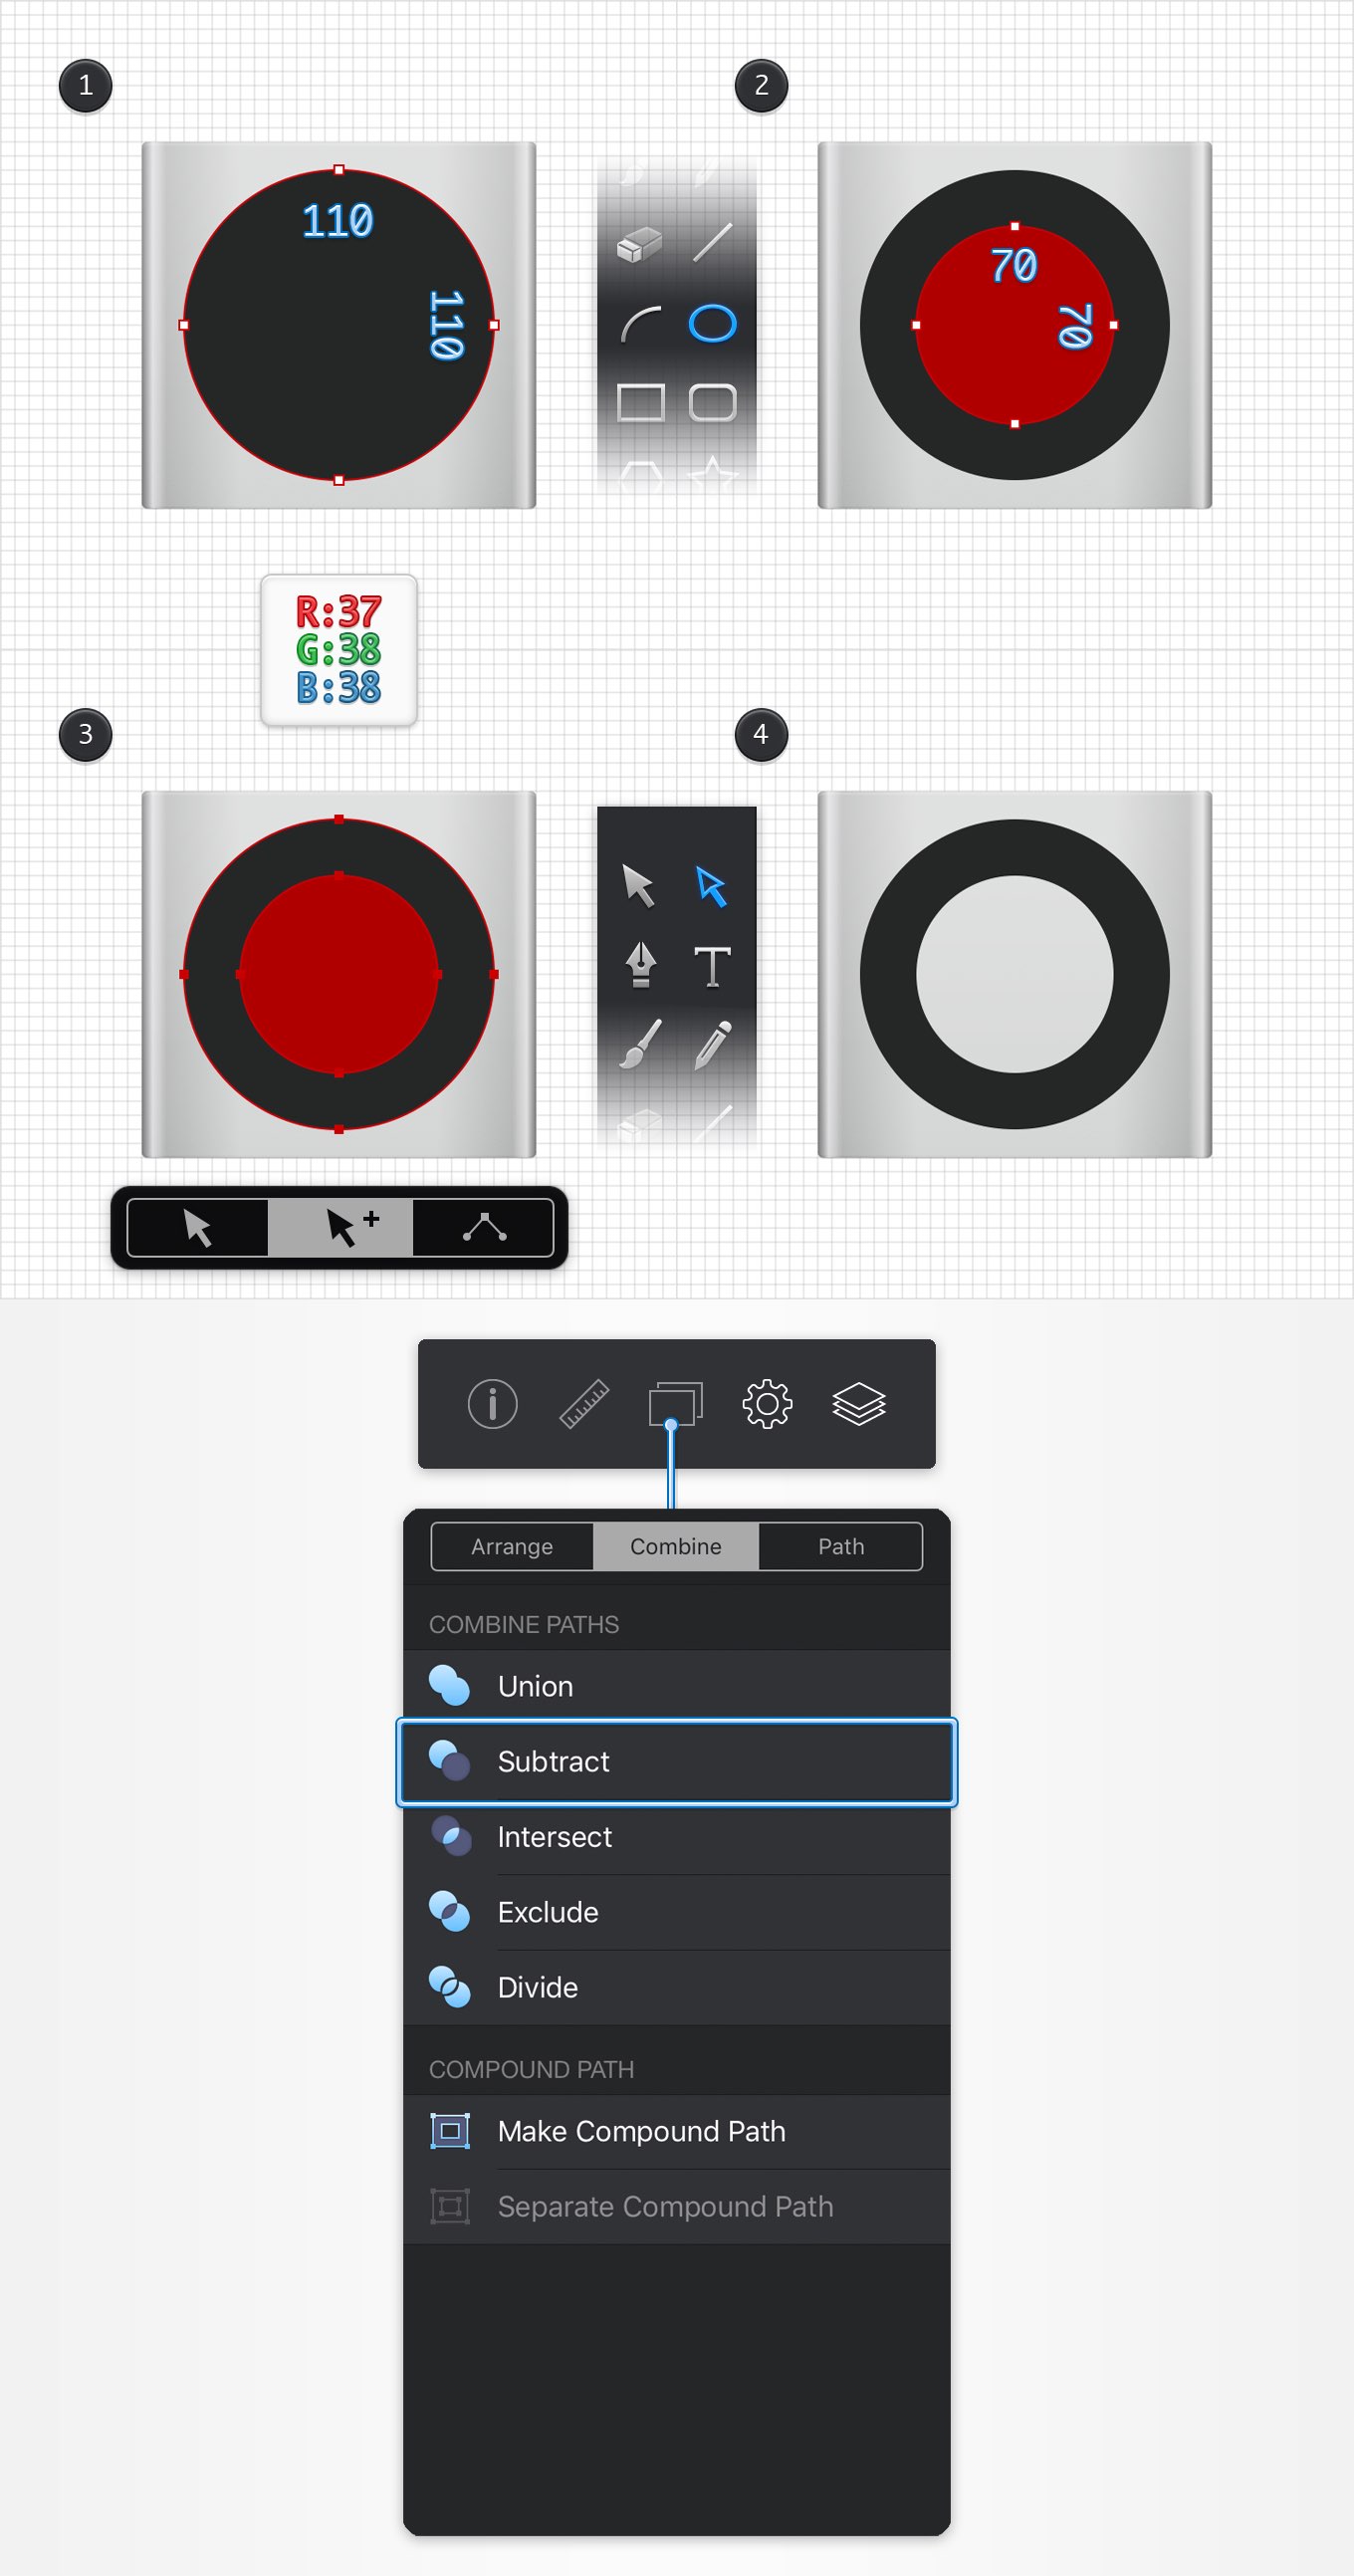 1
2
110
110
70
70
R:37
G:38
B:38
3
4
Arrange
Combine
Path
COMBINE PATHS
Union
Subtract
Intersect
Exclude
Divide
COMPOUND PATH
Make Compound Path
Separate Compound Path